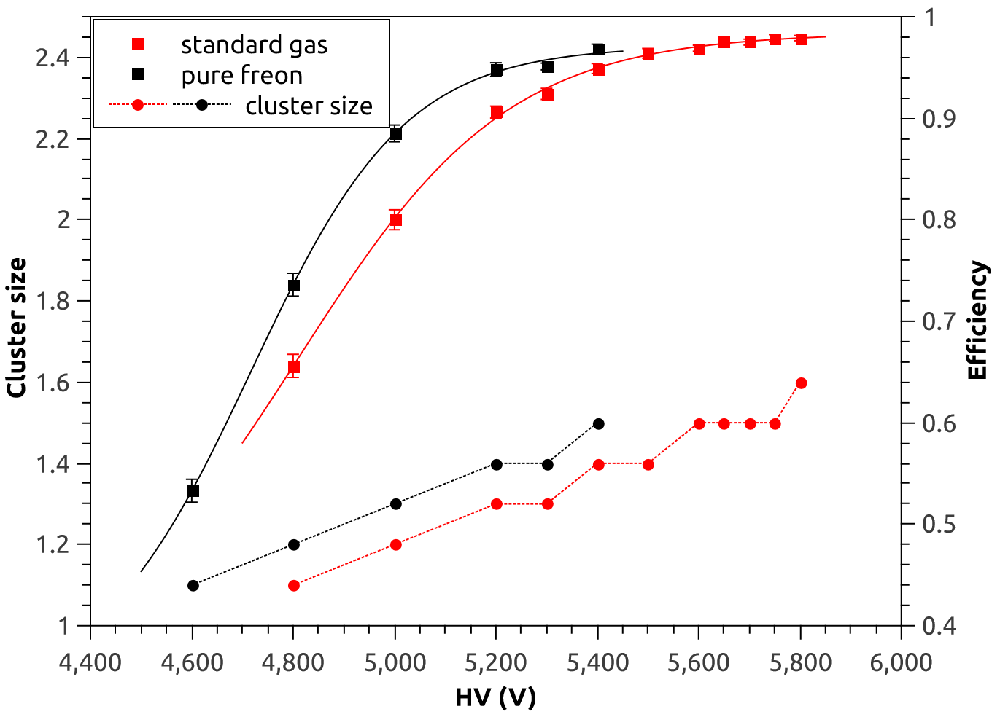 standard gas
pure freon
cluster size
2.4
2.2
2
1.8
1.6
1.4
1.2
1
Cluster size
1
0.9
0.8
0.7
0.6
0.5
0.4
Efficiency
4,400 4,600 4,800 5,000 5,200 5,400 5,600 5,800 6,000
HV (V)